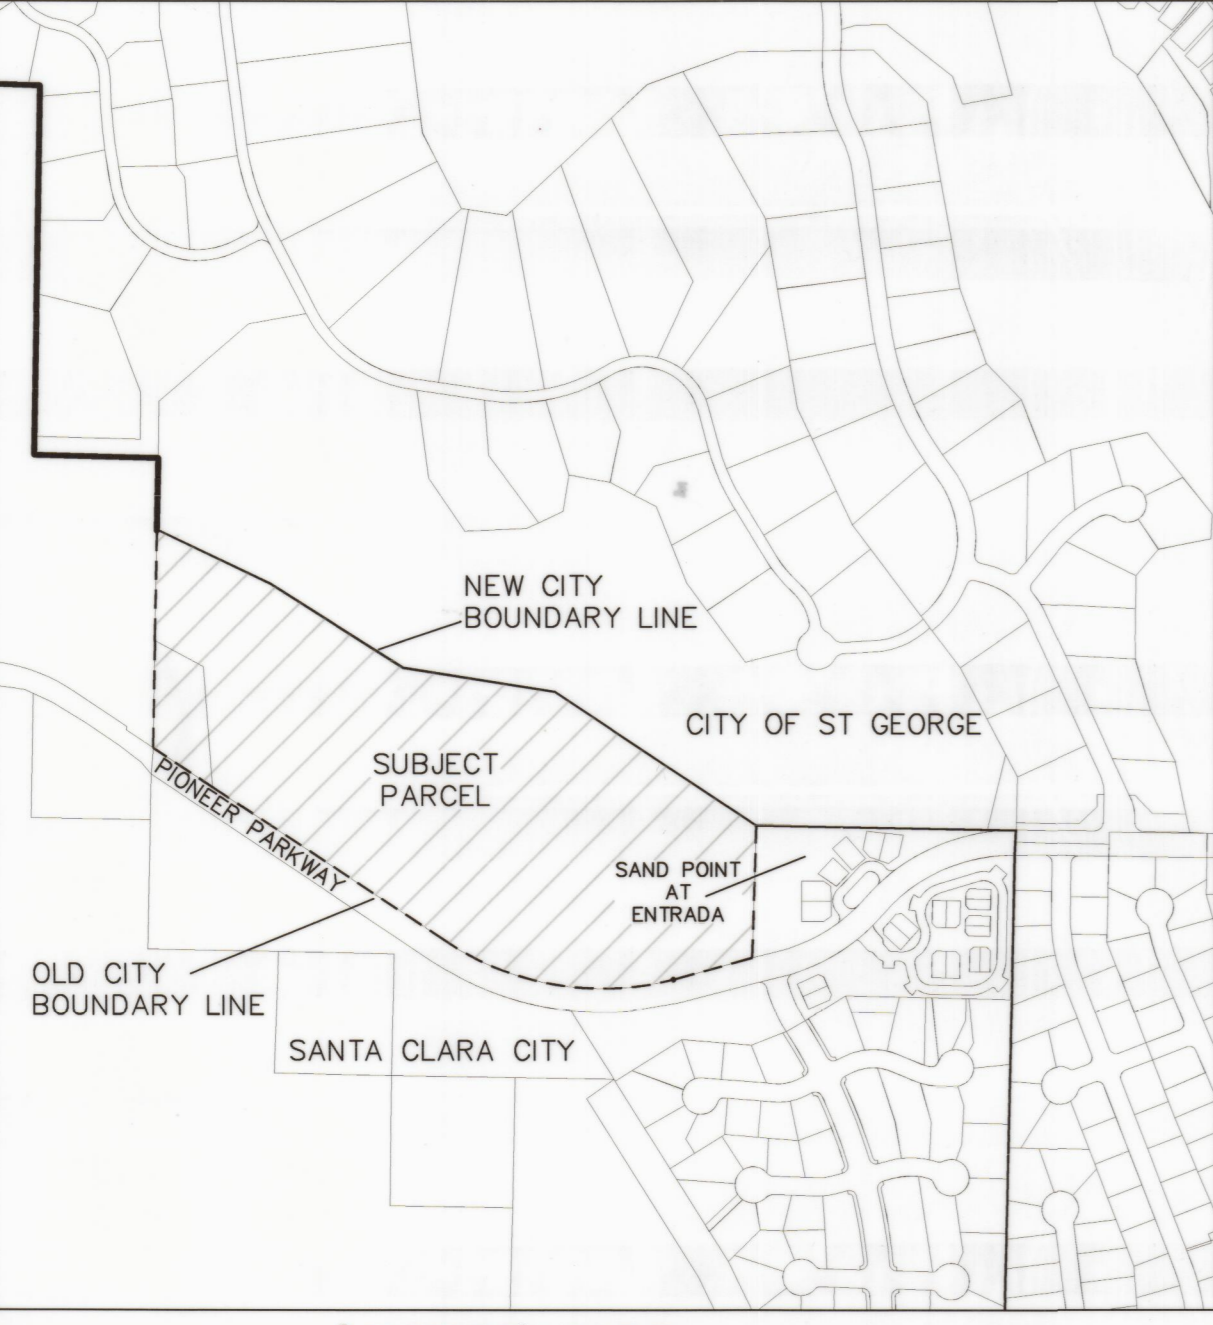 NEW CITY
BOUNDARY LINE
CITY OF ST GEORGE
SUBJECT
PARCEL
PIONEER PARKWAY
SAND POINT
AT
ENTRADA
OLD CITY
BOUNDARY LINE
SANTA CLARA CITY